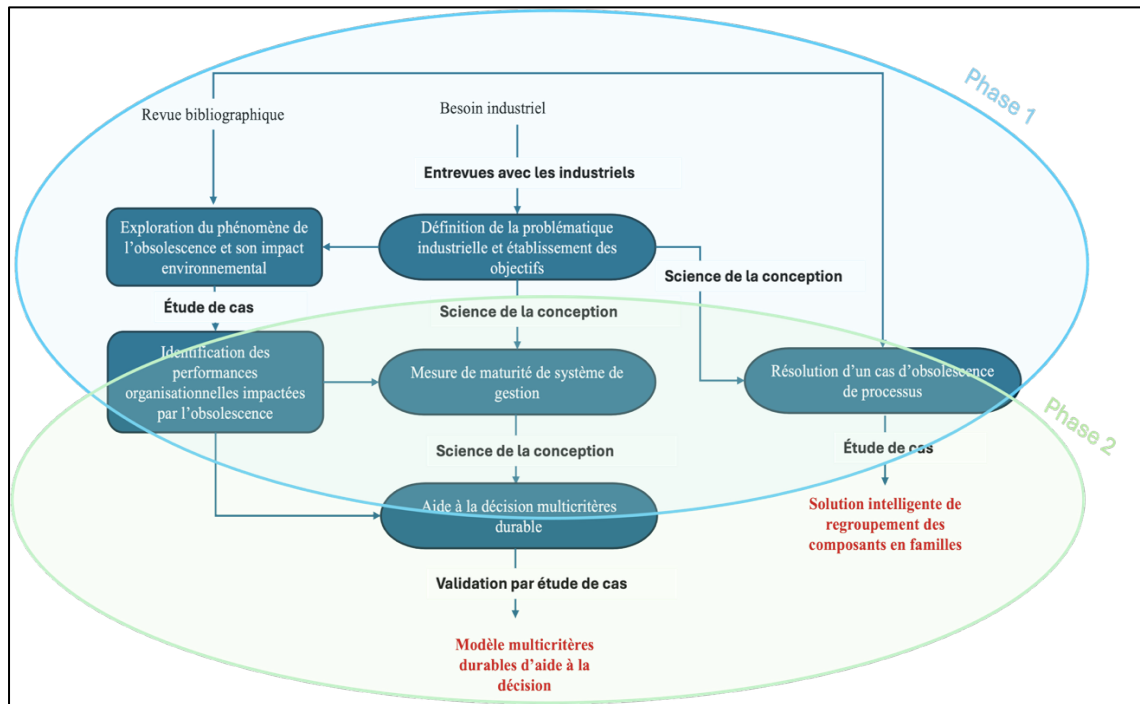 Phase 1
Revue bibliographique
Besoin industriel
Entrevues avec les industriels
Exploration du phénomène de
l’obsolescence et son impact
environnemental
Définition de la problématique
industrielle et établissement des
objectifs
Science de la conception
Étude de cas
Science de la conception
Identification des
performances
organisationnelles impactées
par l’obsolescence
Mesure de maturité de système de
gestion
Résolution d’un cas d’obsolescence
de processus
Phase 2
Science de la conception
Étude de cas
Aide à la décision multicritères
durable
Solution intelligente de
regroupement des
composants en familles
Validation par étude de cas
Modèle multicritères
durables d’aide à la
décision